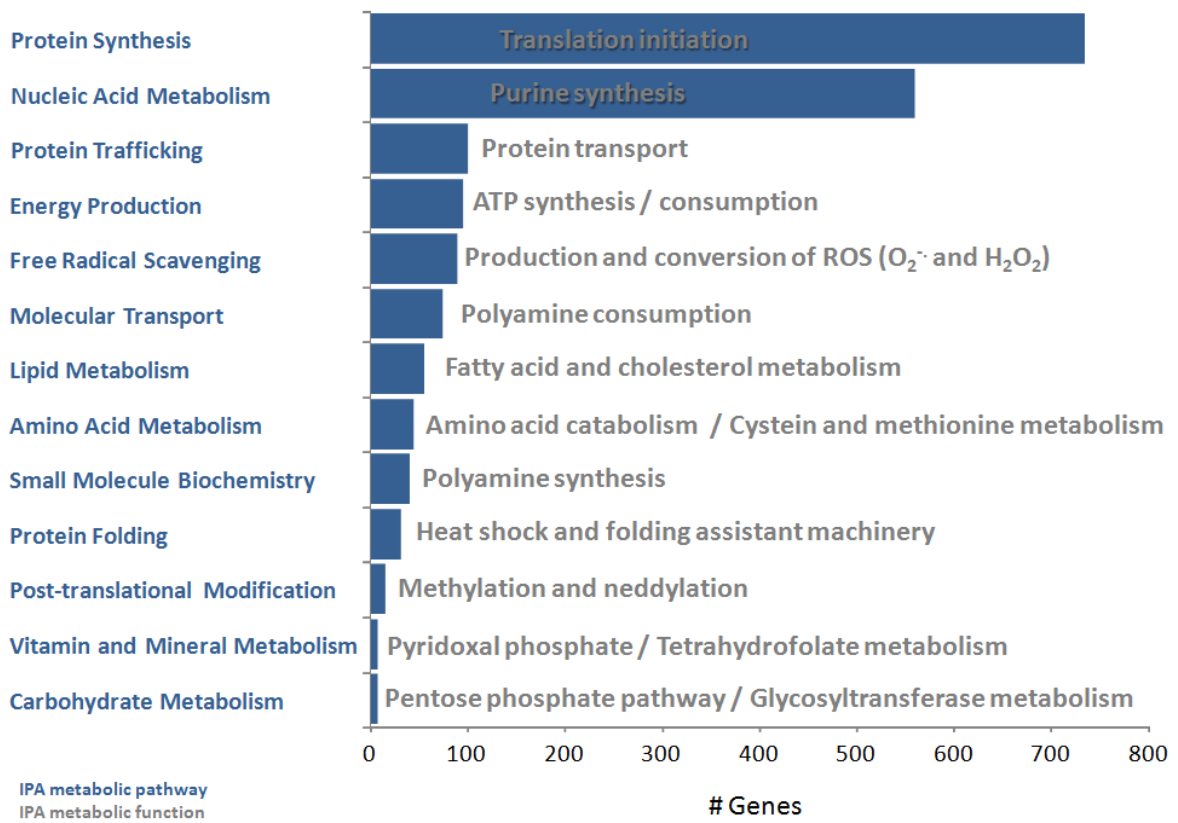 Protein Synthesis Translation initiation
Nucleic Acid Metabolism Purine synthesis
Protein Trafficking Protein transport
Energy Production ATP synthesis / consumption
Free Radical Scavenging Production and conversion of ROS (O₂⁻· and H₂O₂)
Molecular Transport Polyamine consumption
Lipid Metabolism Fatty acid and cholesterol metabolism
Amino Acid Metabolism Amino acid catabolism / Cystein and methionine metabolism
Small Molecule Biochemistry Polyamine synthesis
Protein Folding Heat shock and folding assistant machinery
Post-translational Modification Methylation and neddylation
Vitamin and Mineral Metabolism Pyridoxal phosphate / Tetrahydrofolate metabolism
Carbohydrate Metabolism Pentose phosphate pathway / Glycosyltransferase metabolism
0 100 200 300 400 500 600 700 800
# Genes
IPA metabolic pathway
IPA metabolic function